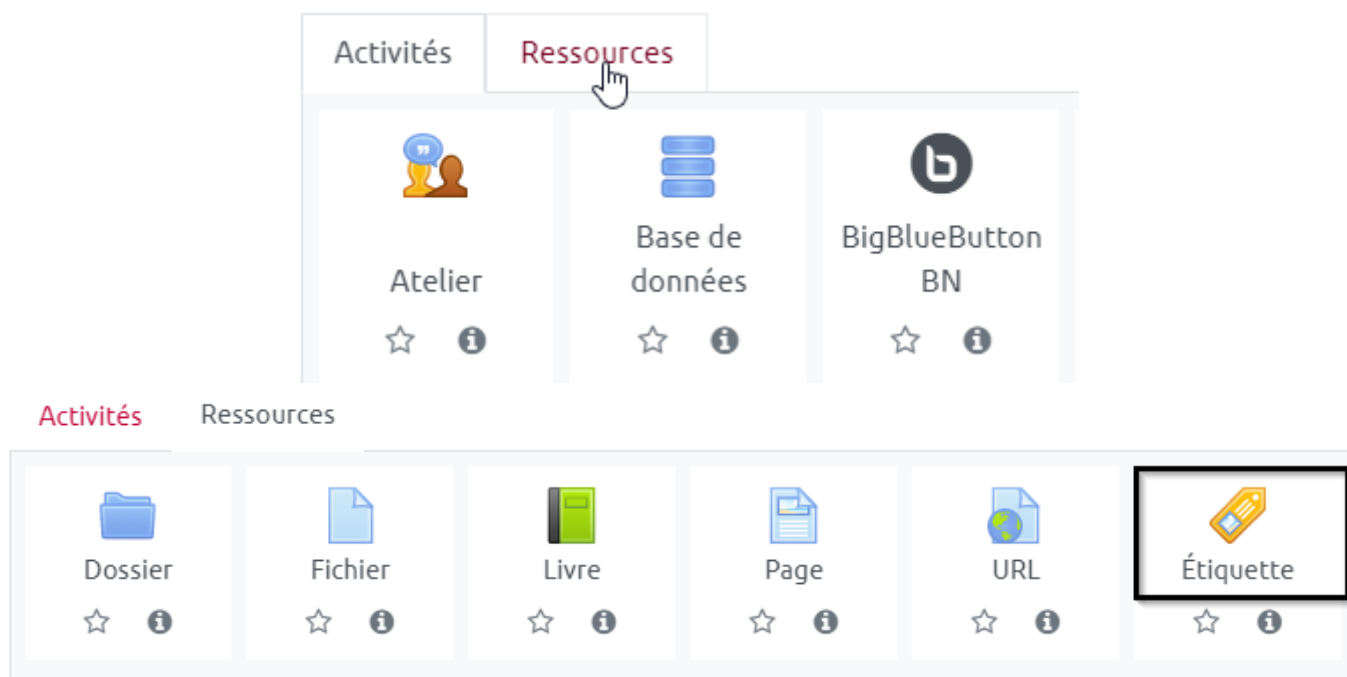 Activités Ressources
Atelier
Base de
données
BigBlueButton
BN
Activités Ressources
Dossier Fichier Livre Page URL Étiquette